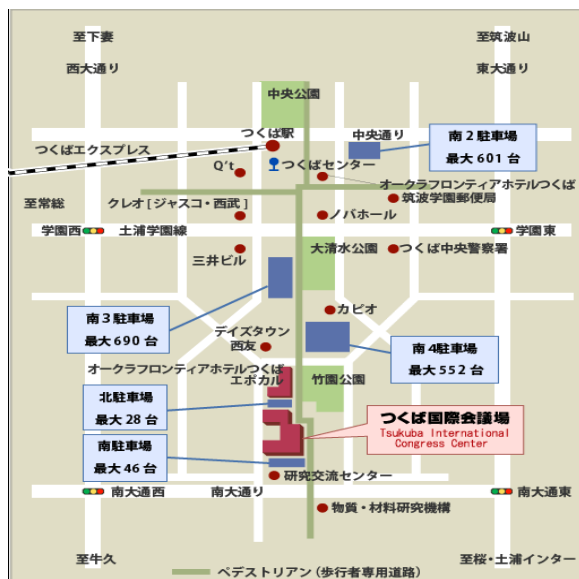 至下妻
至筑波山
西大通り
東大通り
中央公園
つくば駅
中央通り
南2駐車場
最大601台
つくばエクスプレス
つくばセンター
Q't
オークラフロンティアホテルつくば
至常総
クレオ[ジャスコ・西武]
筑波学園郵便局
ノバホール
学園西
土浦学園線
学園東
三井ビル
大清水公園
つくば中央警察署
南3駐車場
最大690台
カピオ
デイズタウン
西友
南4駐車場
最大552台
オークラフロンティアホテルつくば
エポカル
竹園公園
北駐車場
最大28台
つくば国際会議場
Tsukuba International
Congress Center
南駐車場
最大46台
研究交流センター
南大通西
南大通り
南大通東
物質・材料研究機構
至牛久
至桜・土浦インター
ペデストリアン(歩行者専用道路)